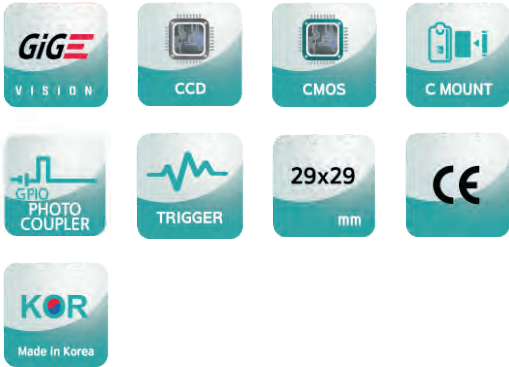 GiGE
VISION
CCD
CMOS
C MOUNT
GPIO
PHOTO
COUPLER
TRIGGER
29x29
mm
CE
KOR
Made in Korea